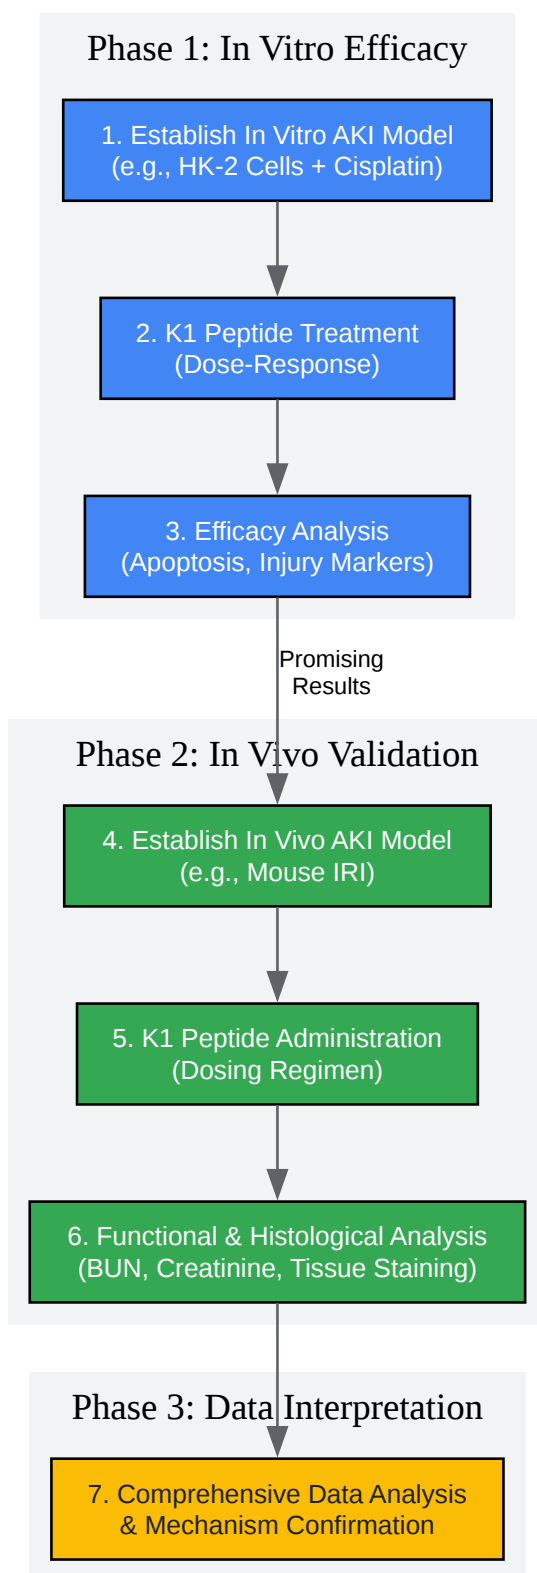 Phase 1: In Vitro Efficacy
1. Establish In Vitro AKI Model
(e.g., HK-2 Cells + Cisplatin)
2. K1 Peptide Treatment
(Dose-Response)
3. Efficacy Analysis
(Apoptosis, Injury Markers)
Promising
Results
Phase 2: In Vivo Validation
4. Establish In Vivo AKI Model
(e.g., Mouse IRI)
5. K1 Peptide Administration
(Dosing Regimen)
6. Functional & Histological Analysis
(BUN, Creatinine, Tissue Staining)
Phase 3: Data Interpretation
7. Comprehensive Data Analysis
& Mechanism Confirmation